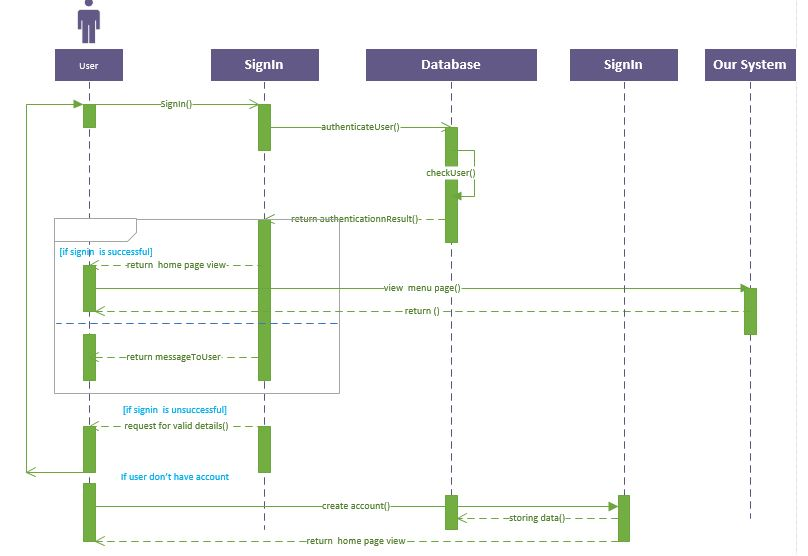 User
SignIn
Database
SignIn
Our System
SignIn()
authenticateUser()
checkUser()
return authenticationnResult()
[if signin is successful]
return home page view
view menu page()
return ()
return messageToUser
[if signin is unsuccessful]
request for valid details()
If user don't have account
create account()
storing data()
return home page view